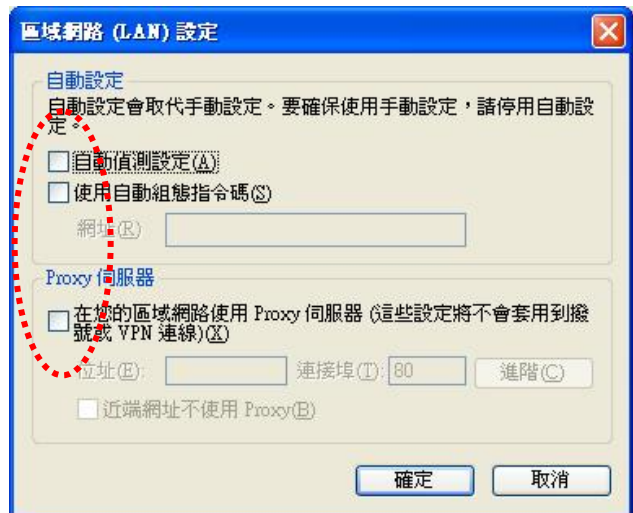 區域網路 (LAN) 設定
自動設定
自動設定會取代手動設定。要確保使用手動設定，請停用自動設
定。
自動偵測設定(A)
使用自動組態指令碼(S)
網址(R)
Proxy 伺服器
在您的區域網路使用 Proxy 伺服器 (這些設定將不會套用到撥
號或 VPN 連線)(X)
位址(E): 連接埠(T): 80 進階(C)
近端網址不使用 Proxy(B)
確定 取消